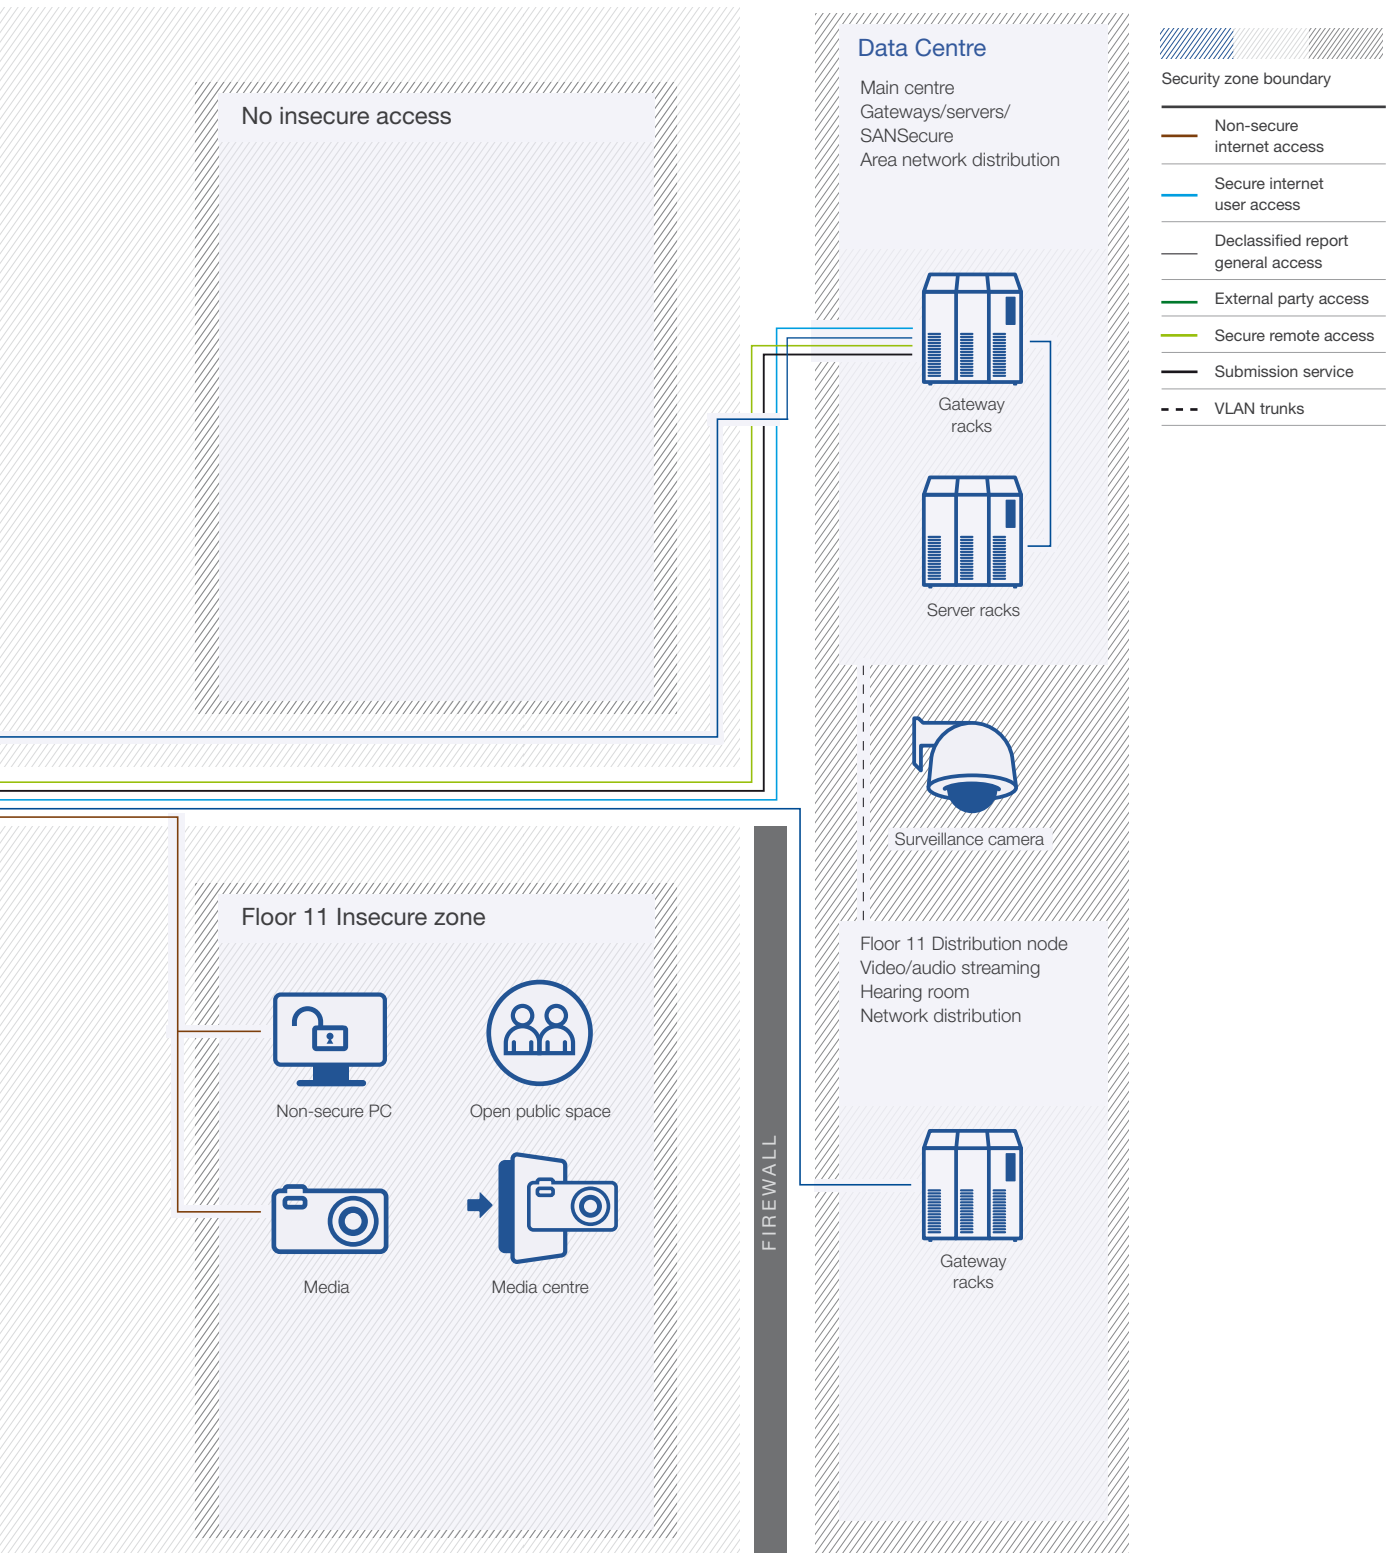 No insecure access
Data Centre
Main centre
Gateways/servers/
SANSecure
Area network distribution
Gateway
racks
Server racks
Surveillance camera
Security zone boundary
Non-secure
internet access
Secure internet
user access
Declassified report
general access
External party access
Secure remote access
Submission service
VLAN trunks
Floor 11 Insecure zone
Non-secure PC
Open public space
Media
Media centre
FIREWALL
Floor 11 Distribution node
Video/audio streaming
Hearing room
Network distribution
Gateway
racks